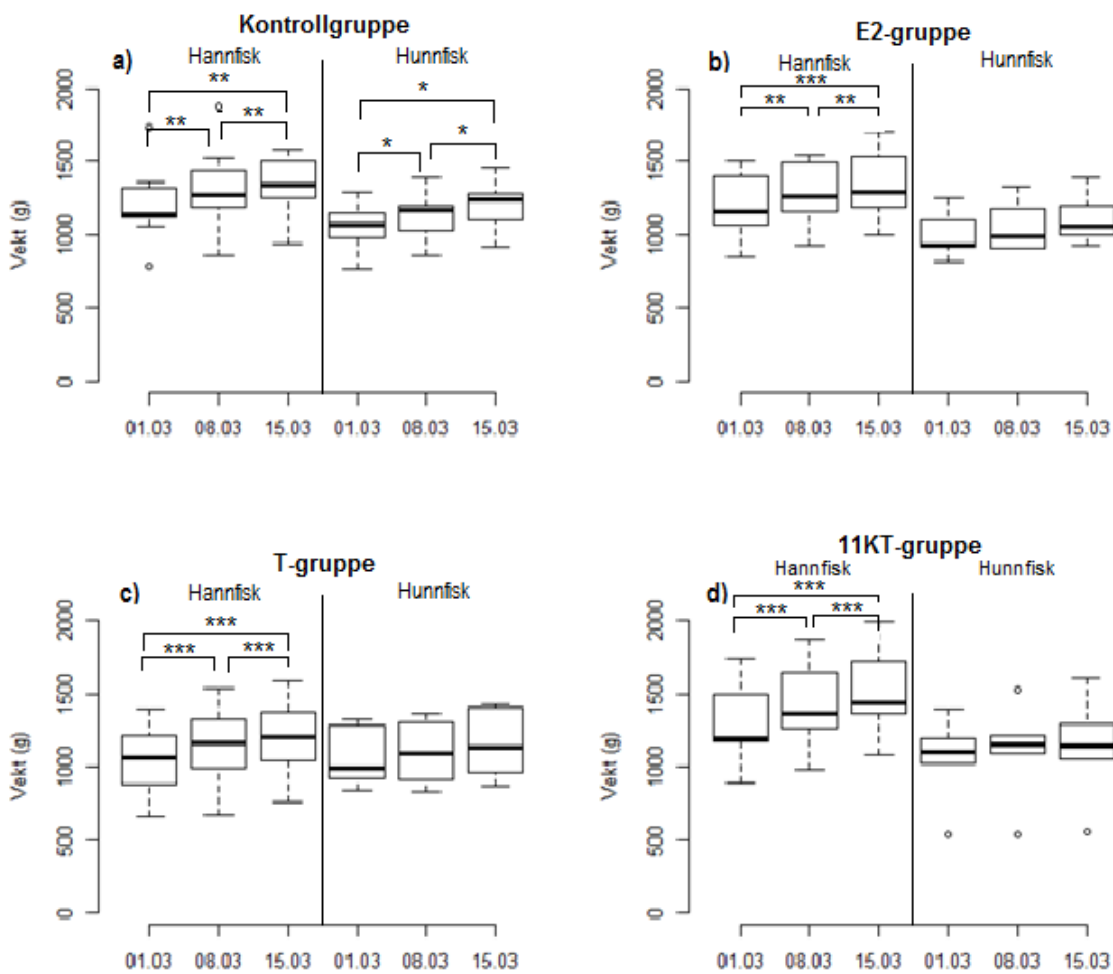 Kontrollgruppe
a) Hannfisk Hunnfisk
** *
** ** * *
Vekt (g)
2000
1500
1000
500
0
01.03 08.03 15.03 01.03 08.03 15.03
E2-gruppe
b) Hannfisk Hunnfisk
***
** **
Vekt (g)
2000
1500
1000
500
0
01.03 08.03 15.03 01.03 08.03 15.03
T-gruppe
c) Hannfisk Hunnfisk
***
*** ***
Vekt (g)
2000
1500
1000
500
0
01.03 08.03 15.03 01.03 08.03 15.03
11KT-gruppe
d) Hannfisk Hunnfisk
***
*** ***
Vekt (g)
2000
1500
1000
500
0
01.03 08.03 15.03 01.03 08.03 15.03